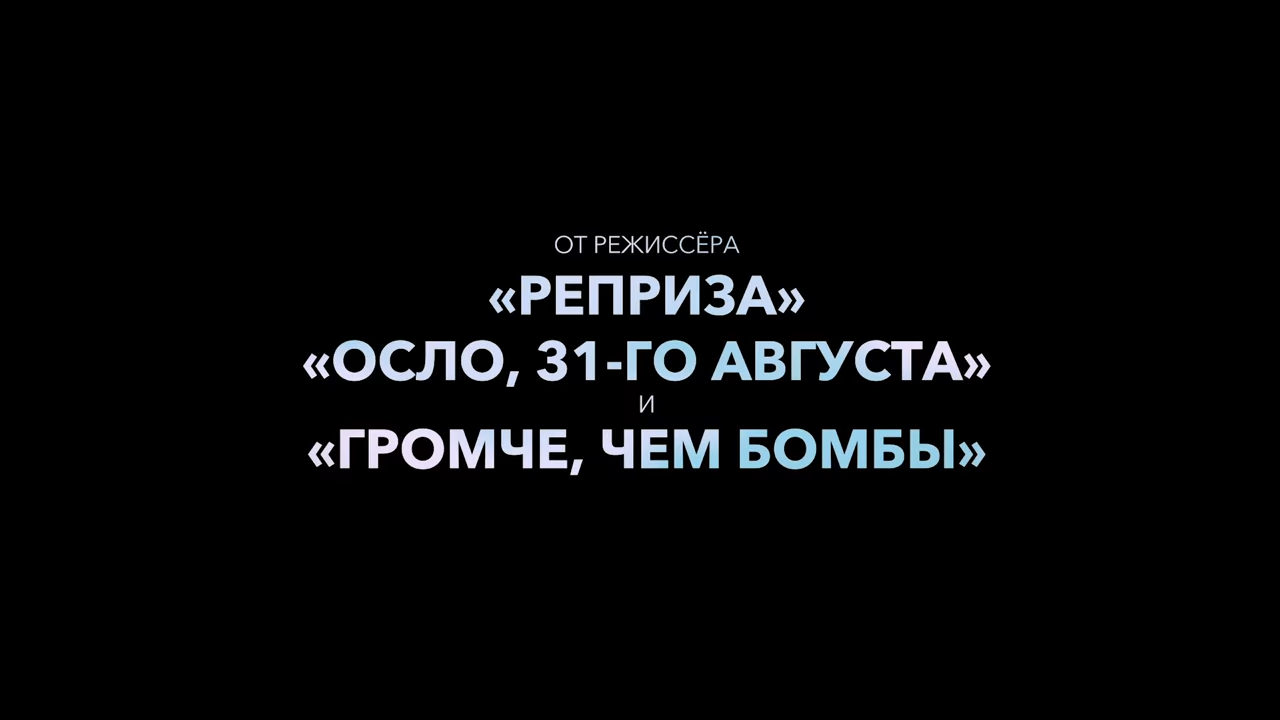 ОТ РЕЖИССЁРА
«РЕПРИЗА»
«ОСЛО, 31-ГО АВГУСТА»
И
«ГРОМЧЕ, ЧЕМ БОМБЫ»